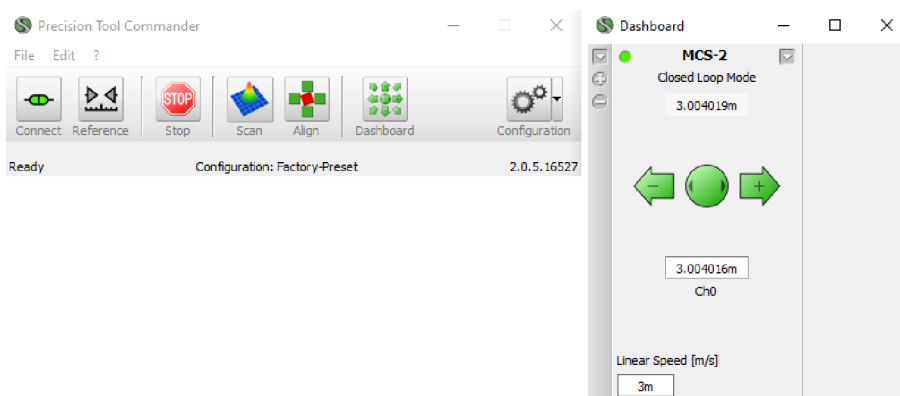 Precision Tool Commander
File Edit ?
STOP
Connect Reference Stop Scan Align Dashboard Configuration
Ready Configuration: Factory-Preset 2.0.5.16527
Dashboard
MCS-2
Closed Loop Mode
3.004019m
- +
3.004016m
Ch0
Linear Speed [m/s]
3m